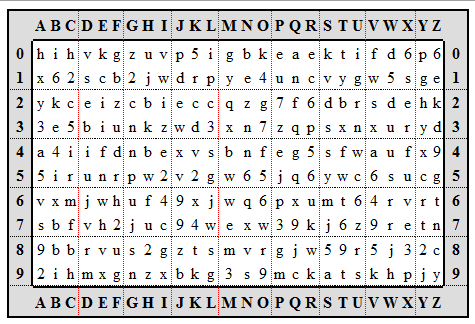 A B C D E F G H I J K L M N O P Q R S T U V W X Y Z
0 h i h v k g z u v p 5 i g b k e a e k t i f d 6 p 6 0
1 x 6 2 s c b 2 j w d r p y e 4 u n c v y g w 5 s g e 1
2 y k c e i z c b i e c c q z g 7 f 6 d b r s d e h k 2
3 3 e 5 b i u n k z w d 3 x n 7 z q p s x n x u r y d 3
4 a 4 i i f d n b e x v s b n f e g 5 s f w a u f x 9 4
5 5 i r u n r p w 2 v 2 g w 6 5 j q 6 y w c 6 s u c g 5
6 v x m j w h u f 4 9 x j w q 6 p x u m t 6 4 r v r t 6
7 s b f v h 2 j u c 9 4 w e x w 3 9 k j 6 z 9 r e t n 7
8 9 b b r v u s 2 g z t s m v r g j w 5 9 r 5 j 3 2 c 8
9 2 i h m x g n z x b k g 3 s 9 m c k a t s k h p j y 9
A B C D E F G H I J K L M N O P Q R S T U V W X Y Z